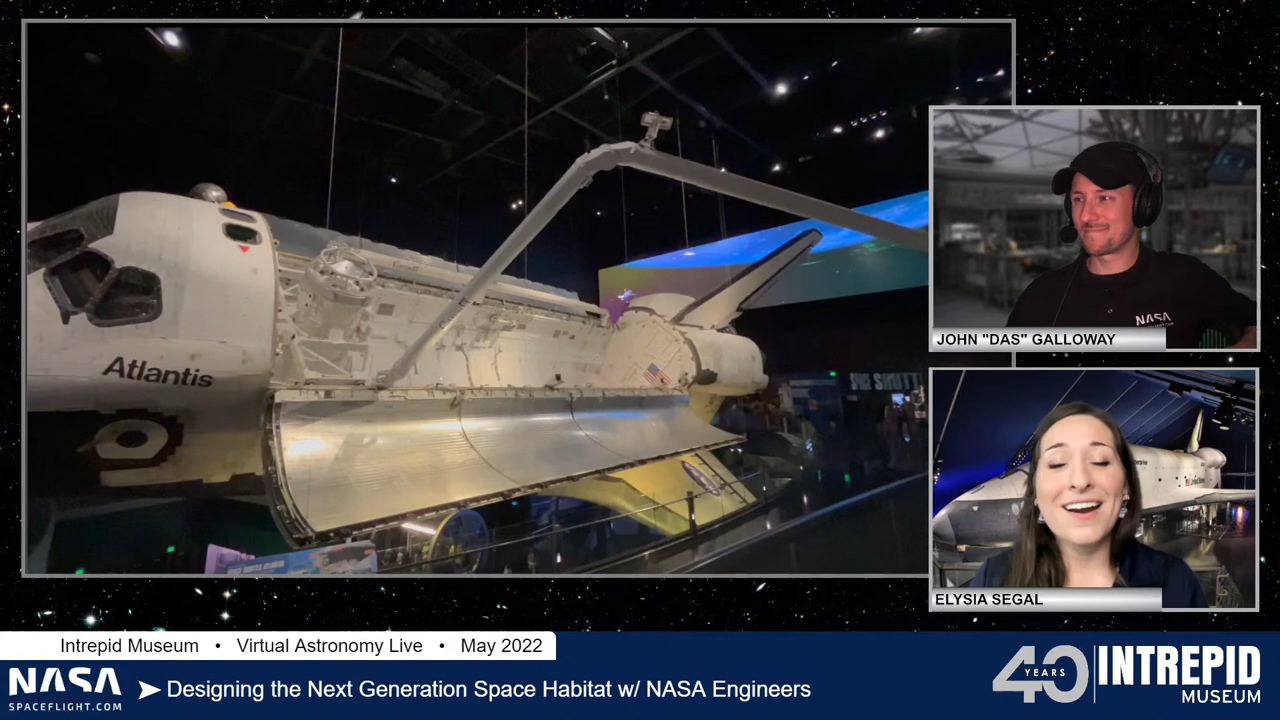 Atlantis
NASA
JOHN "DAS" GALLOWAY
ELYSIA SEGAL
Intrepid Museum • Virtual Astronomy Live • May 2022
NASA
SPACEFLIGHT.COM
Designing the Next Generation Space Habitat w/ NASA Engineers
40
YEARS
INTREPID
MUSEUM